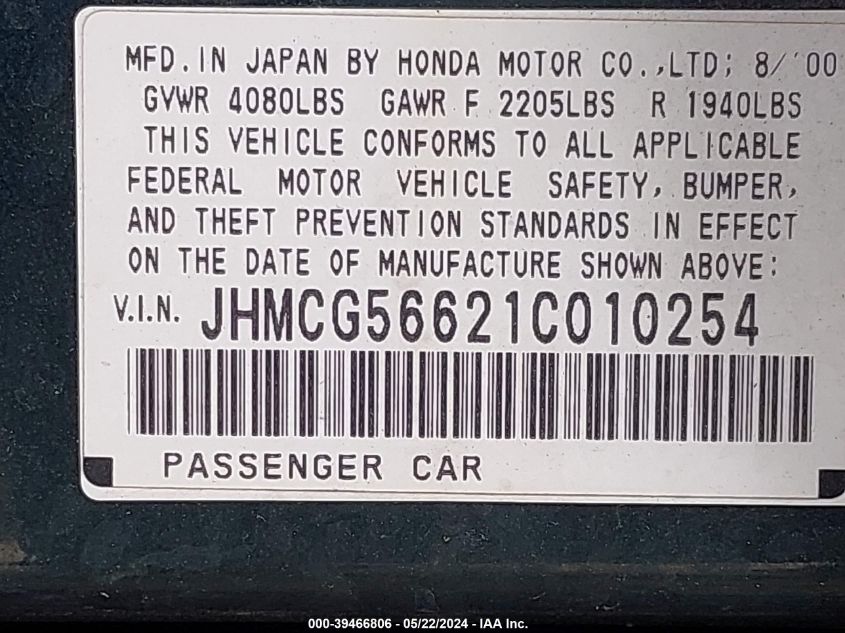 MFD.IN JAPAN BY HONDA MOTOR CO.,LTD; 8/'00
GVWR 4080LBS GAWR F 2205LBS R 1940LBS
THIS VEHICLE CONFORMS TO ALL APPLICABLE
FEDERAL MOTOR VEHICLE SAFETY, BUMPER,
AND THEFT PREVENTION STANDARDS IN EFFECT
ON THE DATE OF MANUFACTURE SHOWN ABOVE:
V.I.N. JHMCG56621C010254
PASSENGER CAR
000-39466806 - 05/22/2024 - IAA Inc.